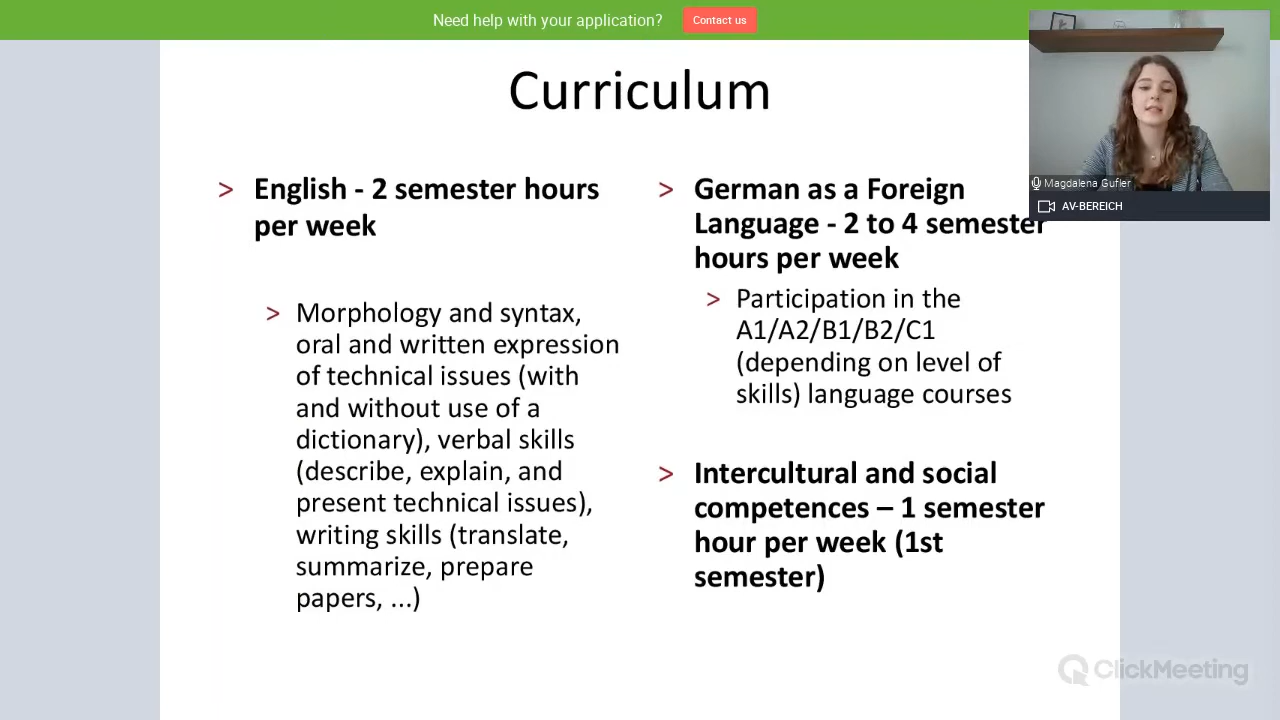 Need help with your application?
Contact us
Curriculum
> English - 2 semester hours
per week
> Morphology and syntax,
oral and written expression
of technical issues (with
and without use of a
dictionary), verbal skills
(describe, explain, and
present technical issues),
writing skills (translate,
summarize, prepare
papers, ...)
> German as a Foreign
Language - 2 to 4 semester
hours per week
> Participation in the
A1/A2/B1/B2/C1
(depending on level of
skills) language courses
> Intercultural and social
competences – 1 semester
hour per week (1st
semester)
Magdalena Gufler
AV-BEREICH
ClickMeeting